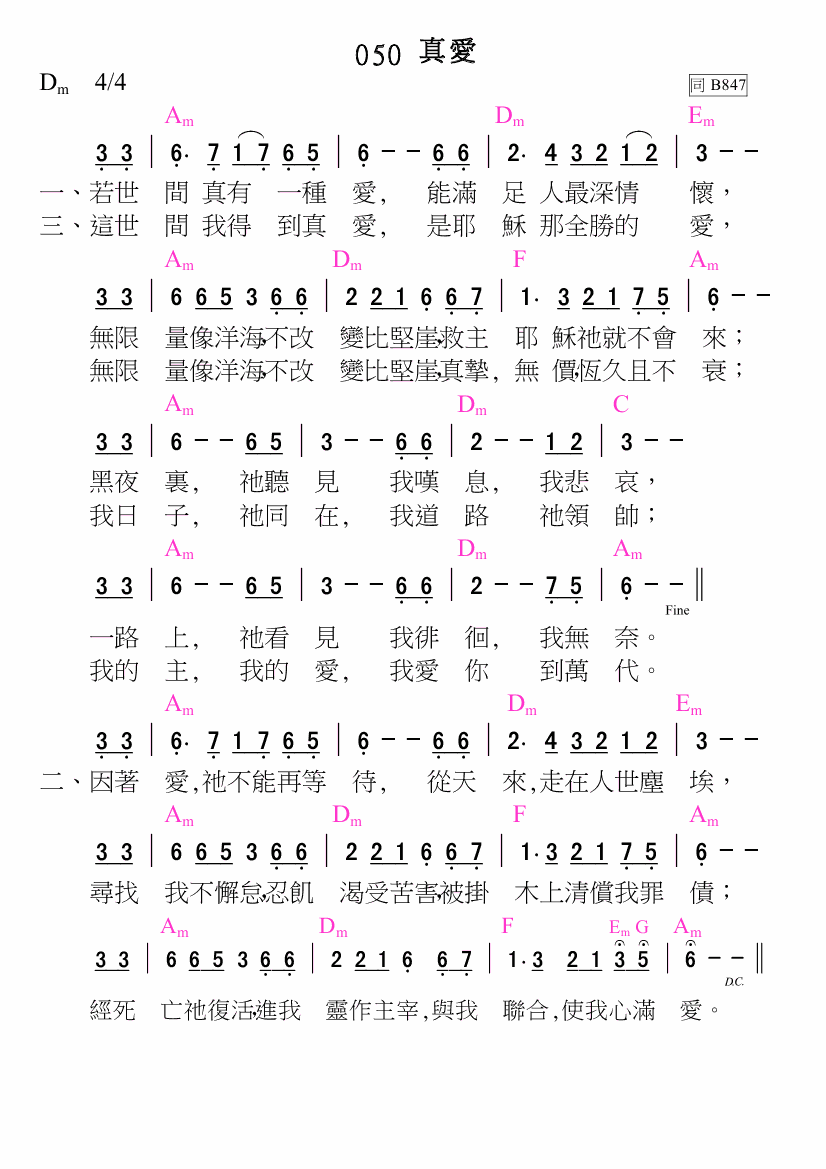 050 真愛
Dm 4/4 同 B847
Am Dm Em
3 3 | 6· 7 1 7 6 5 | 6 - - 6 6 | 2· 4 3 2 1 2 | 3 - -
一、若世 間 真有 一種 愛, 能滿 足 人最深情 懷，
三、這世 間 我得 到真 愛, 是耶 穌 那全勝的 愛，
Am Dm F Am
3 3 | 6 6 5 3 6 6 | 2 2 1 6 6 7 | 1· 3 2 1 7 5 | 6 - -
無限 量像洋海,不改 變比堅崖,救主 耶 穌祂就不會 來；
無限 量像洋海,不改 變比堅崖,真摯, 無 價,恆久且不 衰；
Am Dm C
3 3 | 6 - - 6 5 | 3 - - 6 6 | 2 - - 1 2 | 3 - -
黑夜 裏, 祂聽 見 我嘆 息, 我悲 哀，
我日 子, 祂同 在, 我道 路 祂領 帥；
Am Dm Am
3 3 | 6 - - 6 5 | 3 - - 6 6 | 2 - - 7 5 | 6 - - ‖
Fine
一路 上, 祂看 見 我徘 徊, 我無 奈。
我的 主, 我的 愛, 我愛 你 到萬 代。
Am Dm Em
3 3 | 6· 7 1 7 6 5 | 6 - - 6 6 | 2· 4 3 2 1 2 | 3 - -
二、因著 愛,祂不能再等 待, 從天 來,走在人世塵 埃，
Am Dm F Am
3 3 | 6 6 5 3 6 6 | 2 2 1 6 6 7 | 1· 3 2 1 7 5 | 6 - -
尋找 我不懈怠,忍飢 渴受苦害,被掛 木上清償我罪 債；
Am Dm F Em G Am
3 3 | 6 6 5 3 6 6 | 2 2 1 6 6 7 | 1· 3 2 1 3 5 | 6 - - ‖
D.C.
經死 亡祂復活,進我 靈作主宰,與我 聯合,使我心滿 愛。